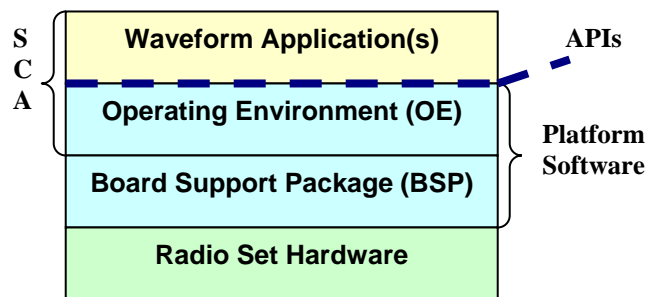 S
C
A
Waveform Application(s)
APIs
Operating Environment (OE)
Platform
Software
Board Support Package (BSP)
Radio Set Hardware